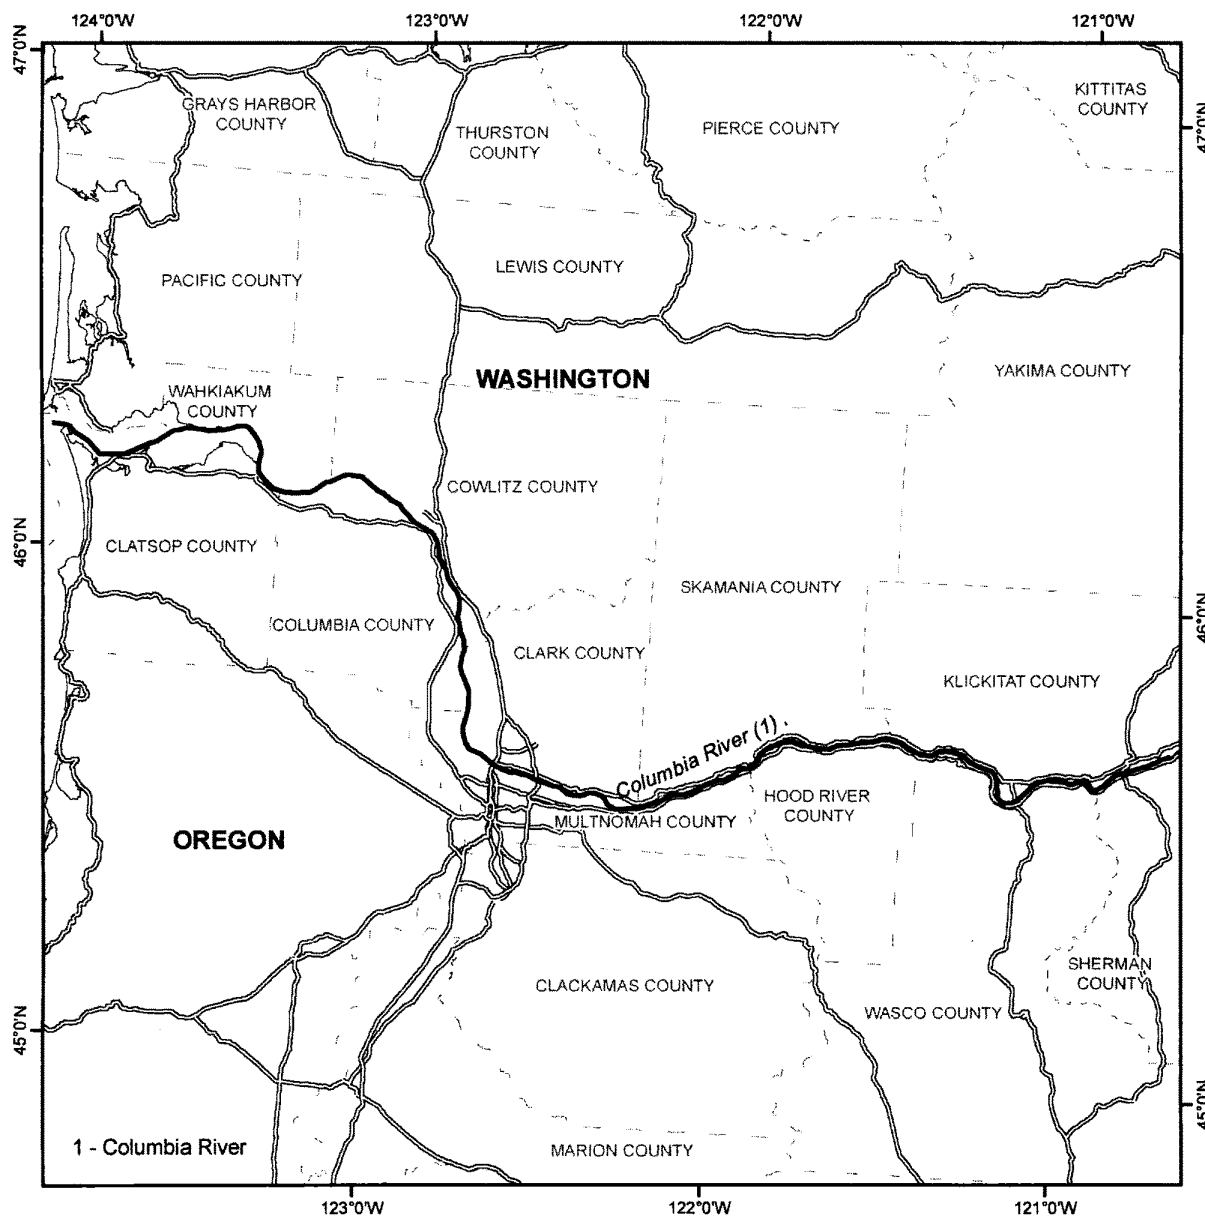 124°0'W 123°0'W 122°0'W 121°0'W
47°0'N
47°0'N
GRAYS HARBOR
COUNTY
THURSTON
COUNTY
PIERCE COUNTY
KITTITAS
COUNTY
PACIFIC COUNTY
LEWIS COUNTY
WASHINGTON
YAKIMA COUNTY
WAHKIAKUM
COUNTY
COWLITZ COUNTY
46°0'N
46°0'N
CLATSOP COUNTY
SKAMANIA COUNTY
COLUMBIA COUNTY
CLARK COUNTY
KLICKITAT COUNTY
Columbia River (1)
HOOD RIVER
COUNTY
MULTNOMAH COUNTY
OREGON
CLACKAMAS COUNTY
SHERMAN
COUNTY
WASCO COUNTY
45°0'N
45°0'N
1 - Columbia River
MARION COUNTY
123°0'W 122°0'W 121°0'W